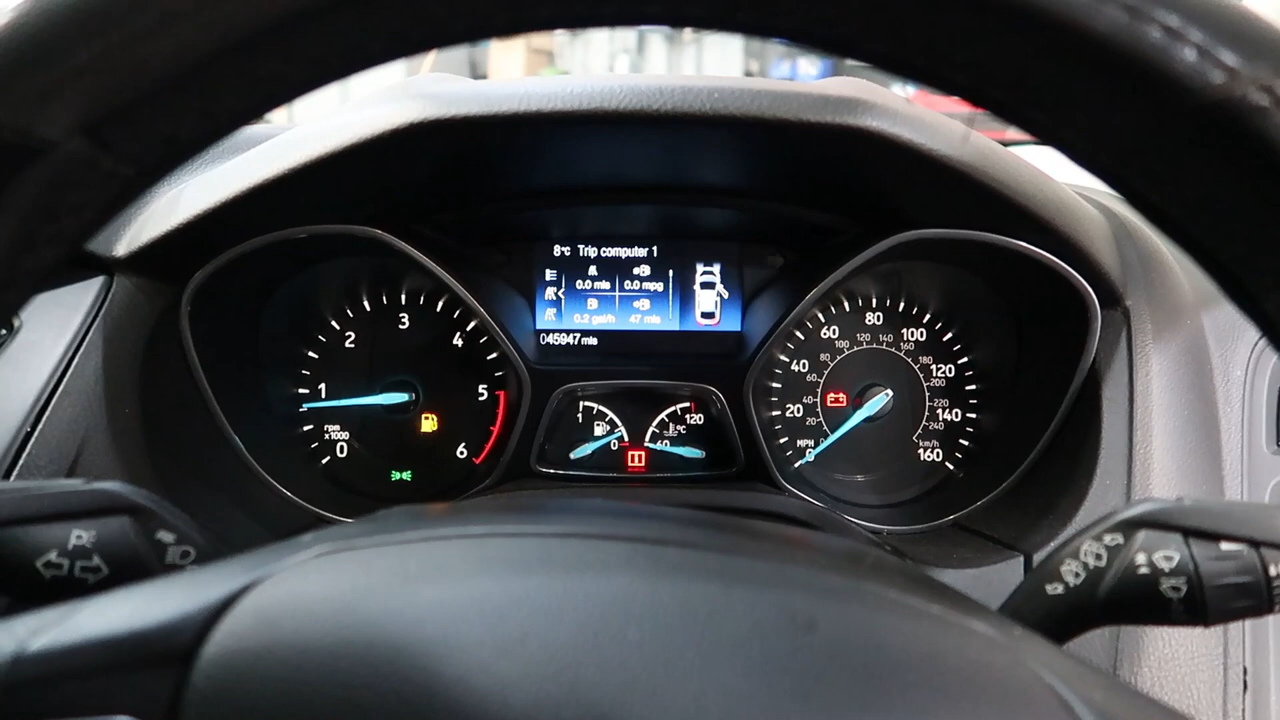 8°C Trip computer 1
0.0 mls 0.0 mpg
0.2 gal/h 47 mls
045947 mls
0 1 2 3 4 5 6
rpm
x1000
1 0
°C
60 120
MPH
0 20 40 60 80 100 120 140 160
km/h
0 20 40 60 80 100 120 140 160 180 200 220 240
P